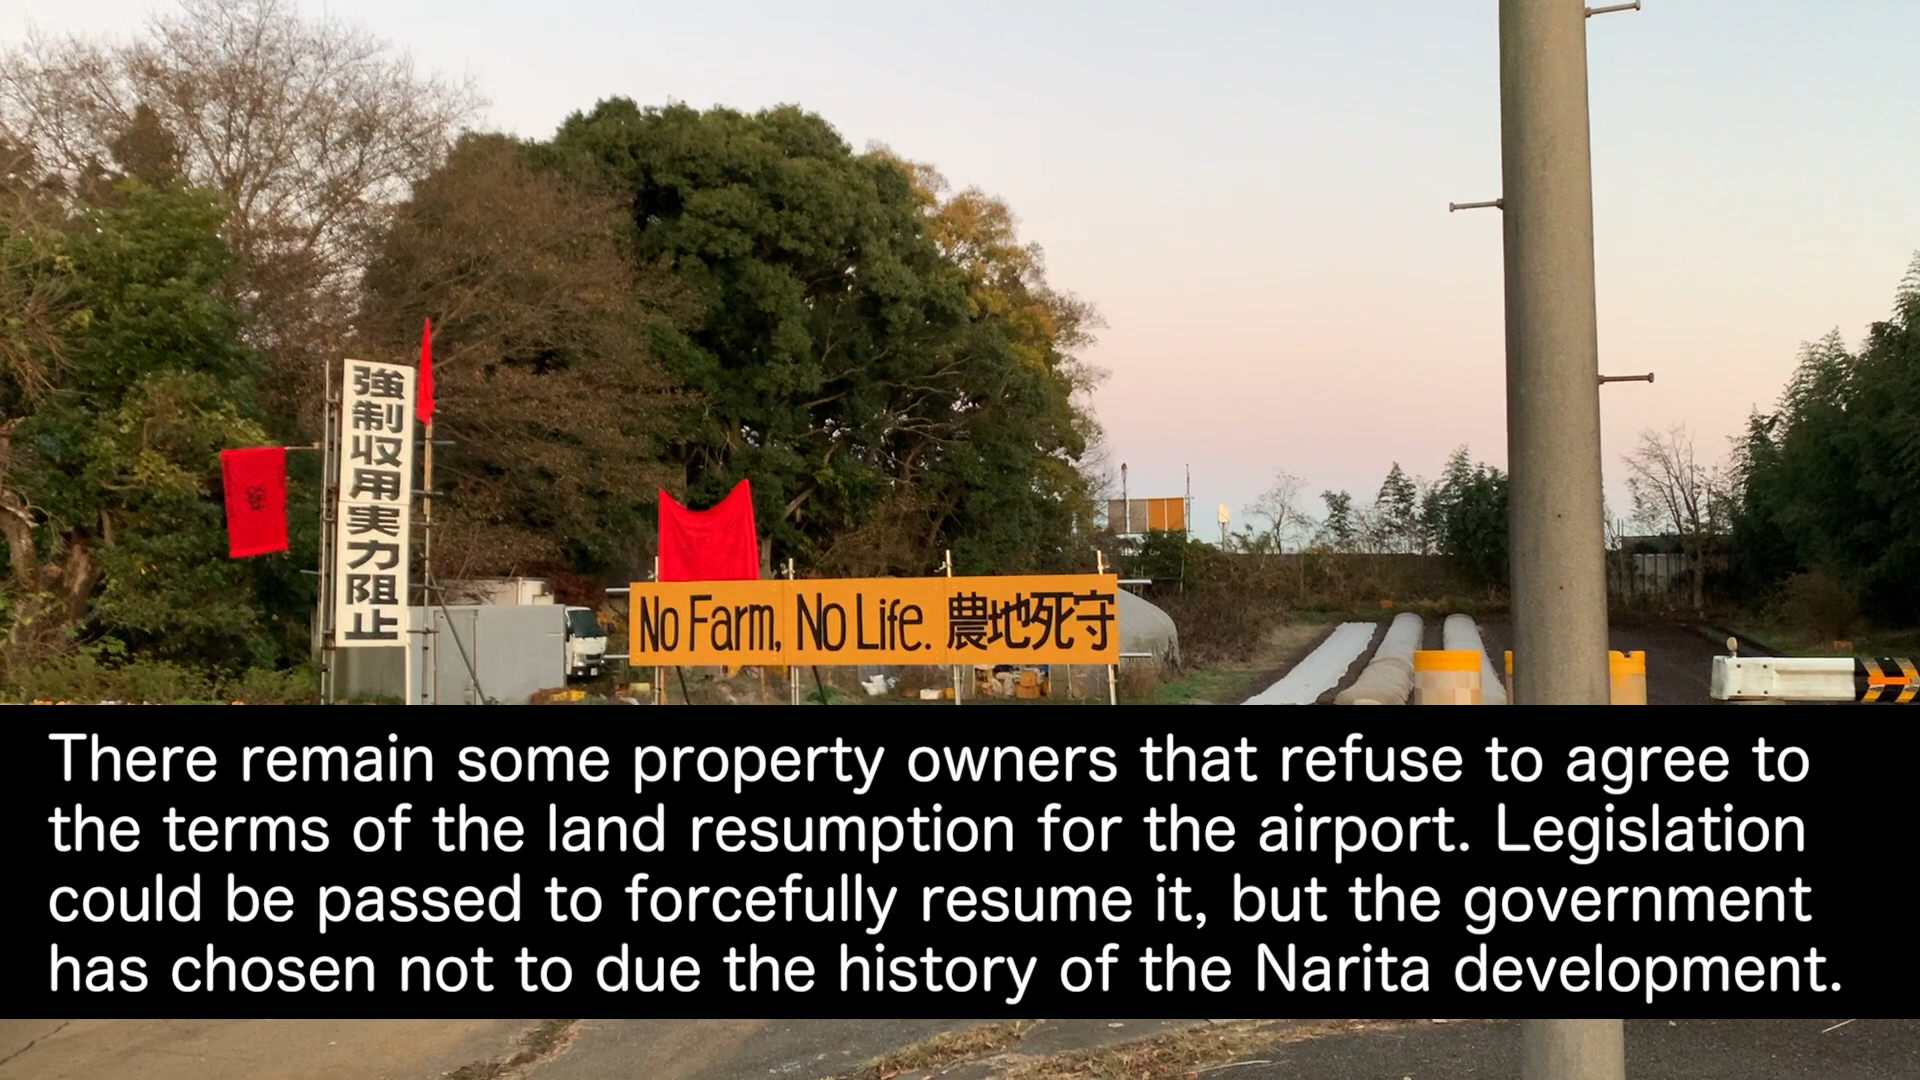 強制収用実力阻止
No Farm, No Life. 農地死守
There remain some property owners that refuse to agree to
the terms of the land resumption for the airport. Legislation
could be passed to forcefully resume it, but the government
has chosen not to due the history of the Narita development.